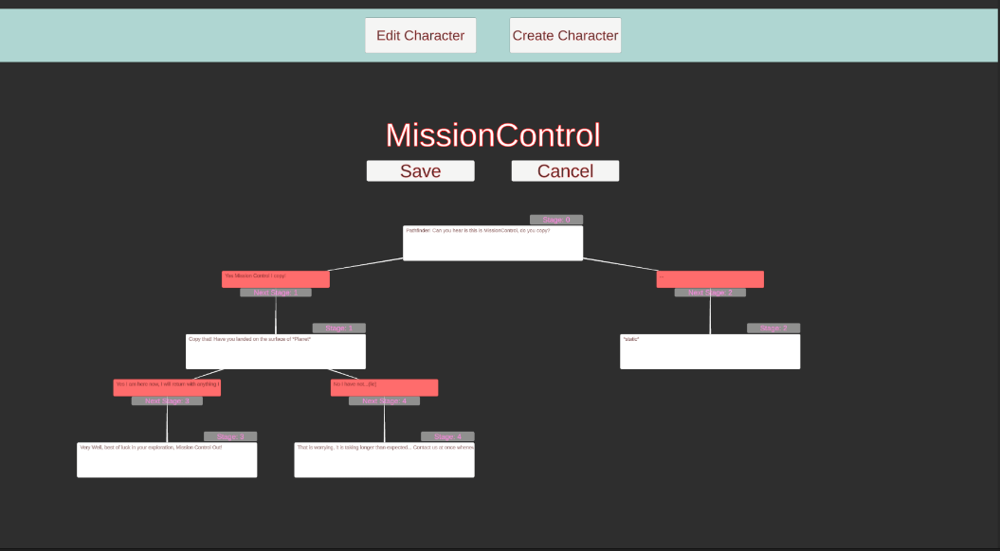 Edit Character
Create Character
MissionControl
Save
Cancel
Stage: 0
Pathfinder: Can you hear is this is MissionControl, do you copy?
Yes Mission Control I copy!
...
Next Stage: 1
Next Stage: 2
Stage: 1
Stage: 2
Copy that! Have you landed on the surface of *Planet*
*static*
Yes I am here now, I will return with anything I
No I have not...(lie)
Next Stage: 3
Next Stage: 4
Stage: 3
Stage: 4
Very Well, best of luck in your exploration, Mission Control Out!
That is worrying, it is taking longer than expected... Contact us at once whenev